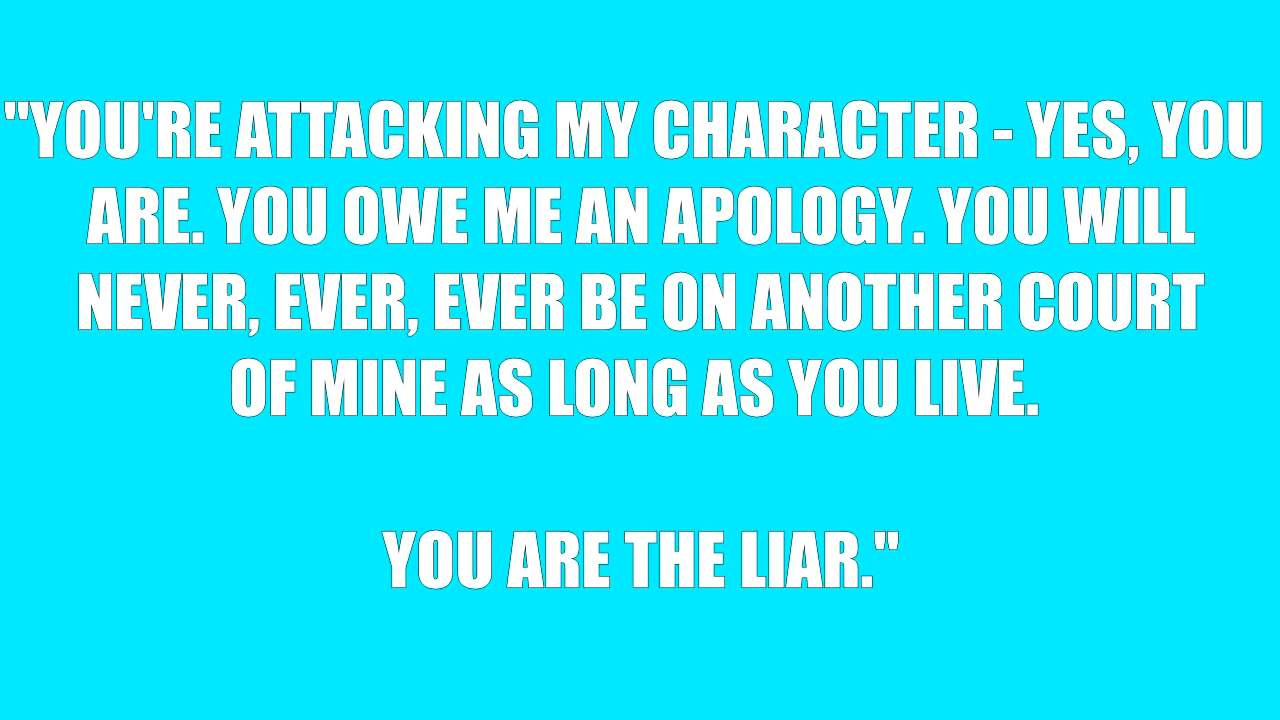 "YOU'RE ATTACKING MY CHARACTER - YES, YOU
ARE. YOU OWE ME AN APOLOGY. YOU WILL
NEVER, EVER, EVER BE ON ANOTHER COURT
OF MINE AS LONG AS YOU LIVE.
YOU ARE THE LIAR."